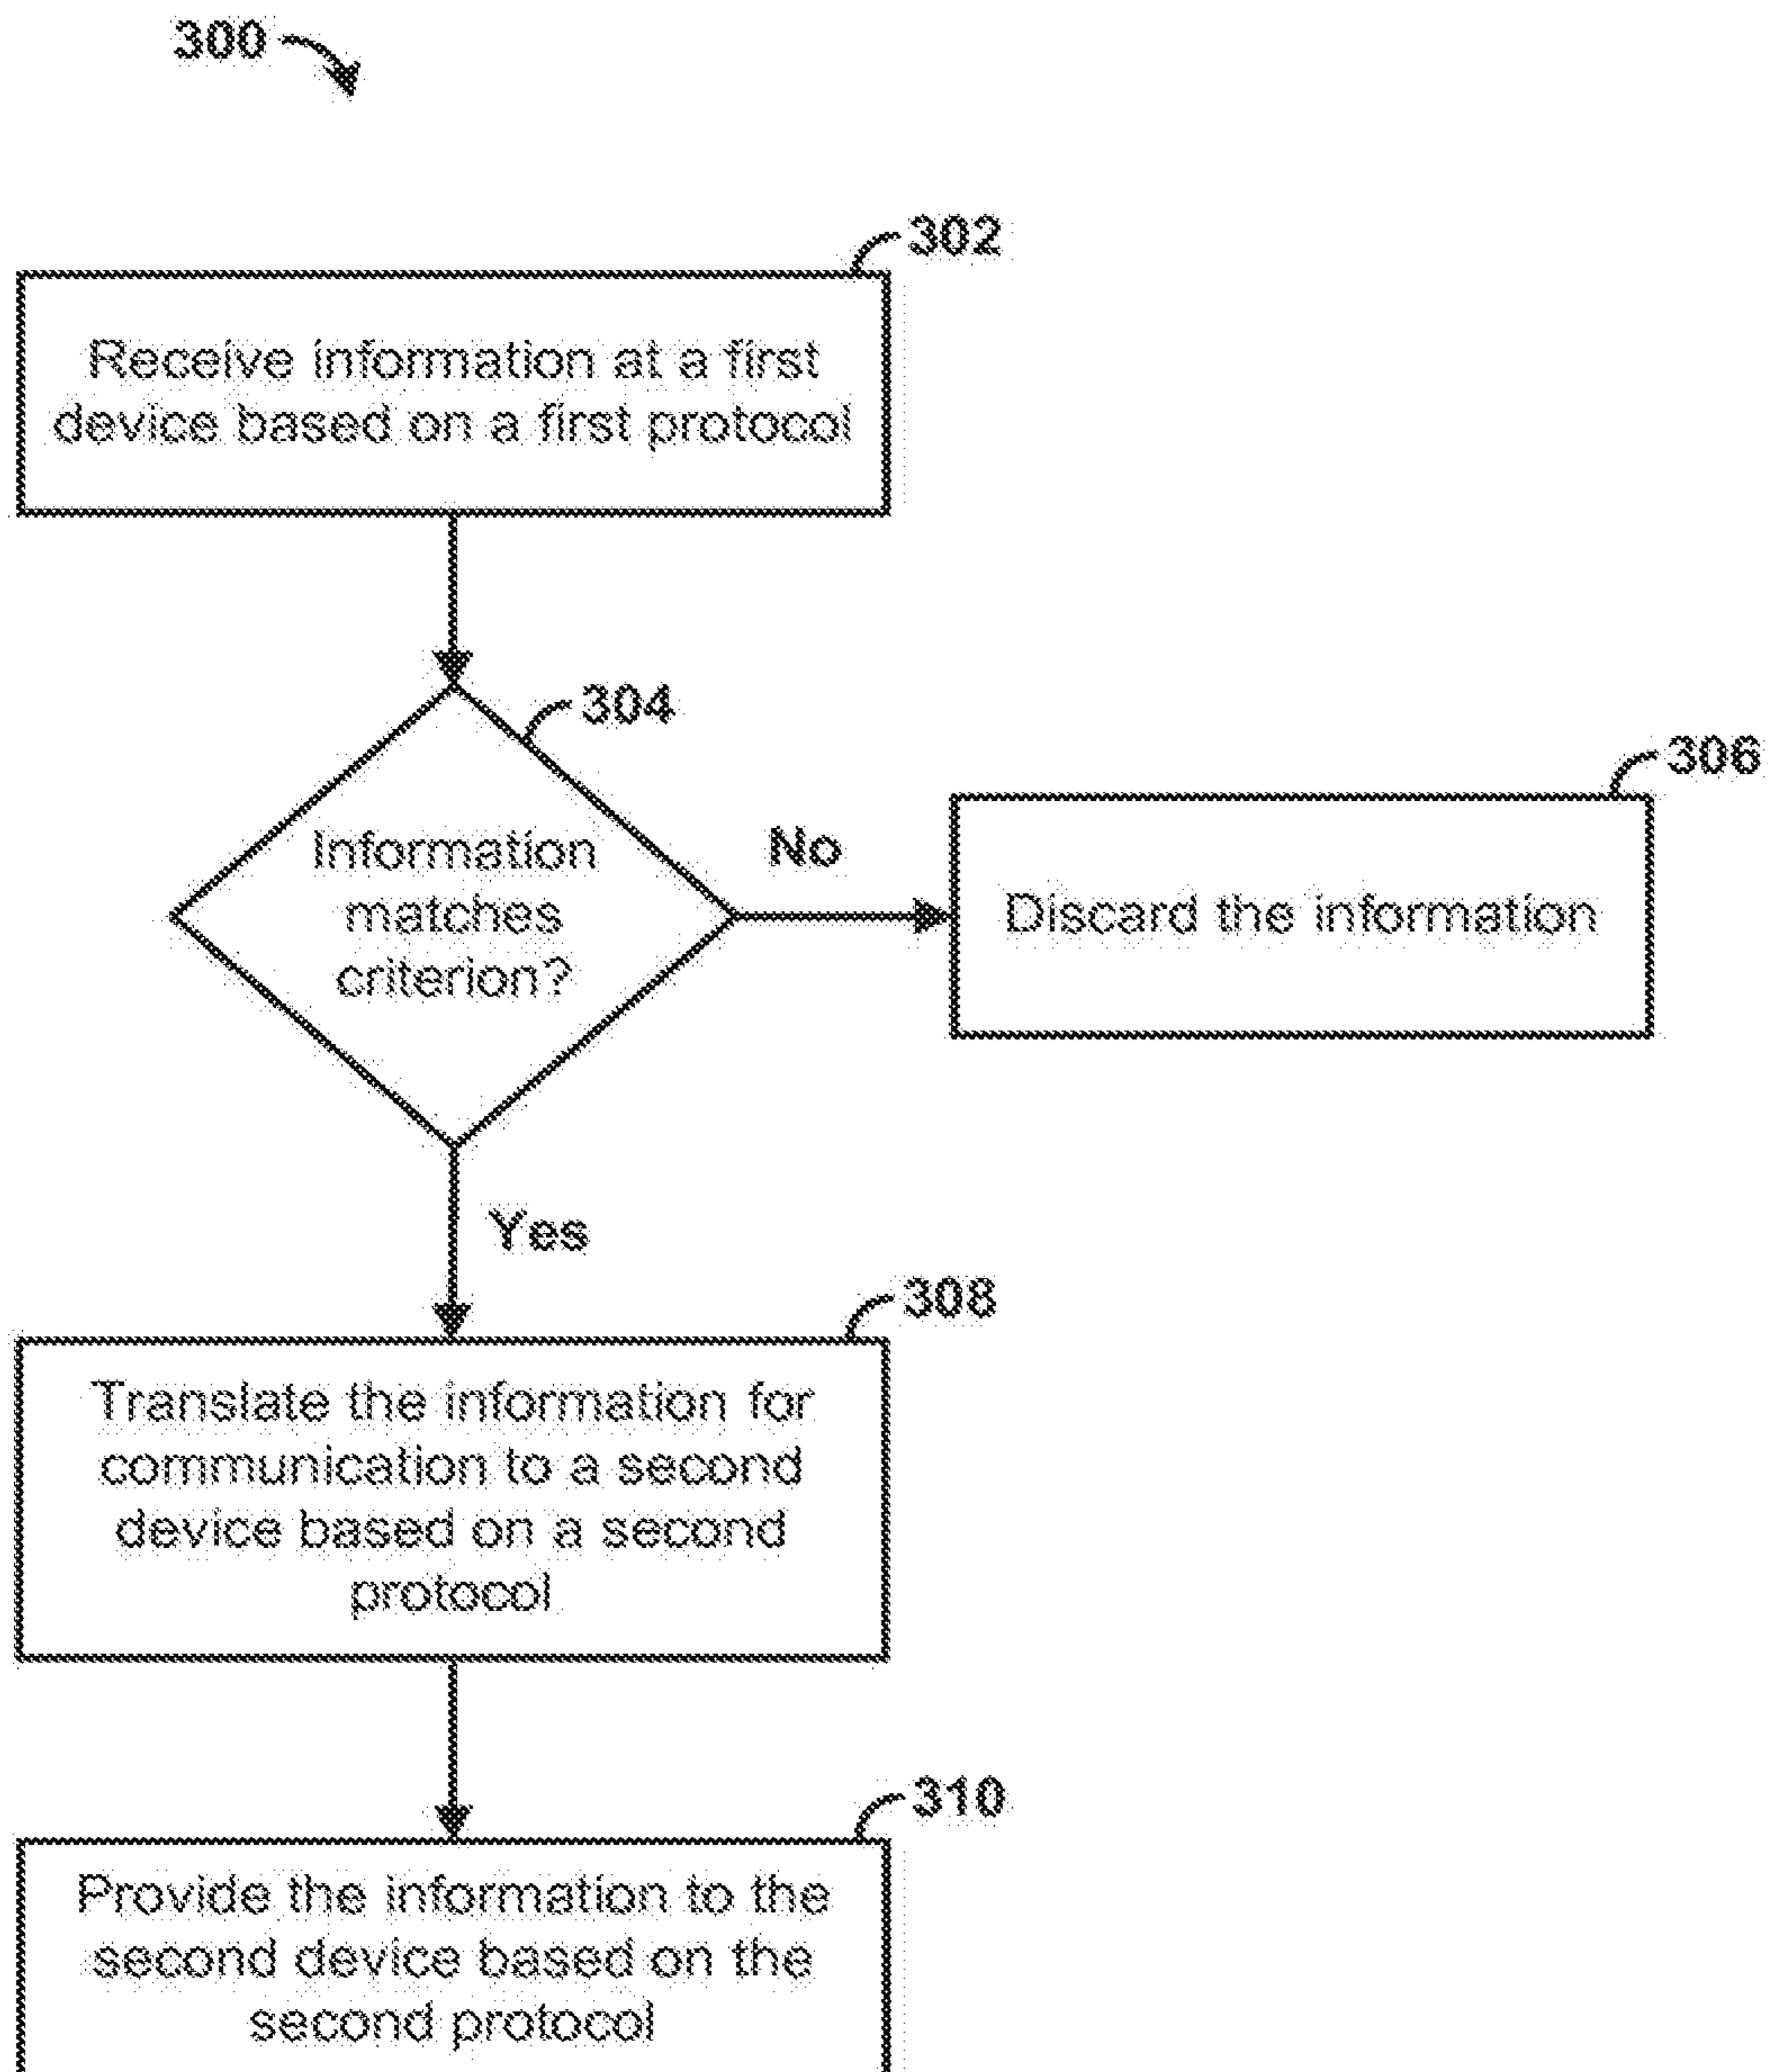 300
302
Receive information at a first
device based on a first protocol
304
Information
matches
criterion?
No
306
Discard the information
Yes
308
Translate the information for
communication to a second
device based on a second
protocol
310
Provide the information to the
second device based on the
second protocol